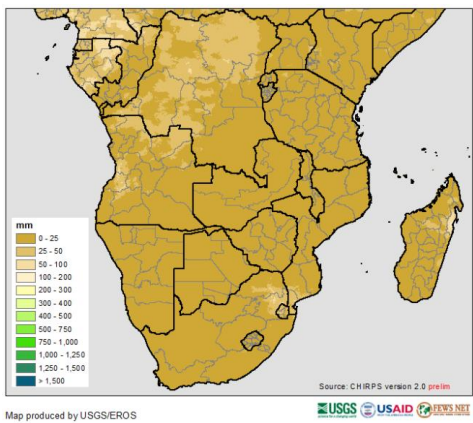 mm
0 - 25
25 - 50
50 - 100
100 - 200
200 - 300
300 - 400
400 - 500
500 - 750
750 - 1,000
1,000 - 1,250
1,250 - 1,500
> 1,500
Source: CHIRPS version 2.0 prelim
Map produced by USGS/EROS
USGS
USAID
FEWS NET